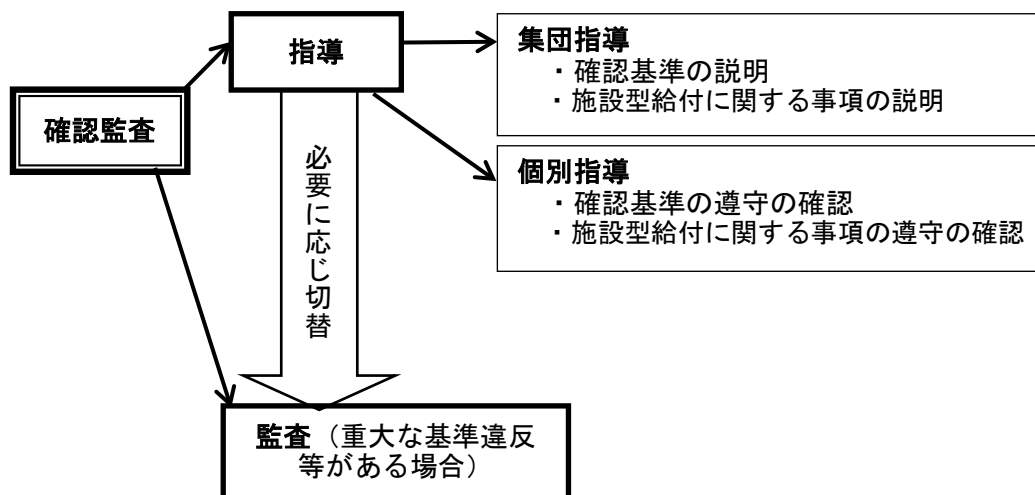 確認監査
指導
集団指導
・確認基準の説明
・施設型給付に関する事項の説明
個別指導
・確認基準の遵守の確認
・施設型給付に関する事項の遵守の確認
必要に応じ切替
監査（重大な基準違反
等がある場合）